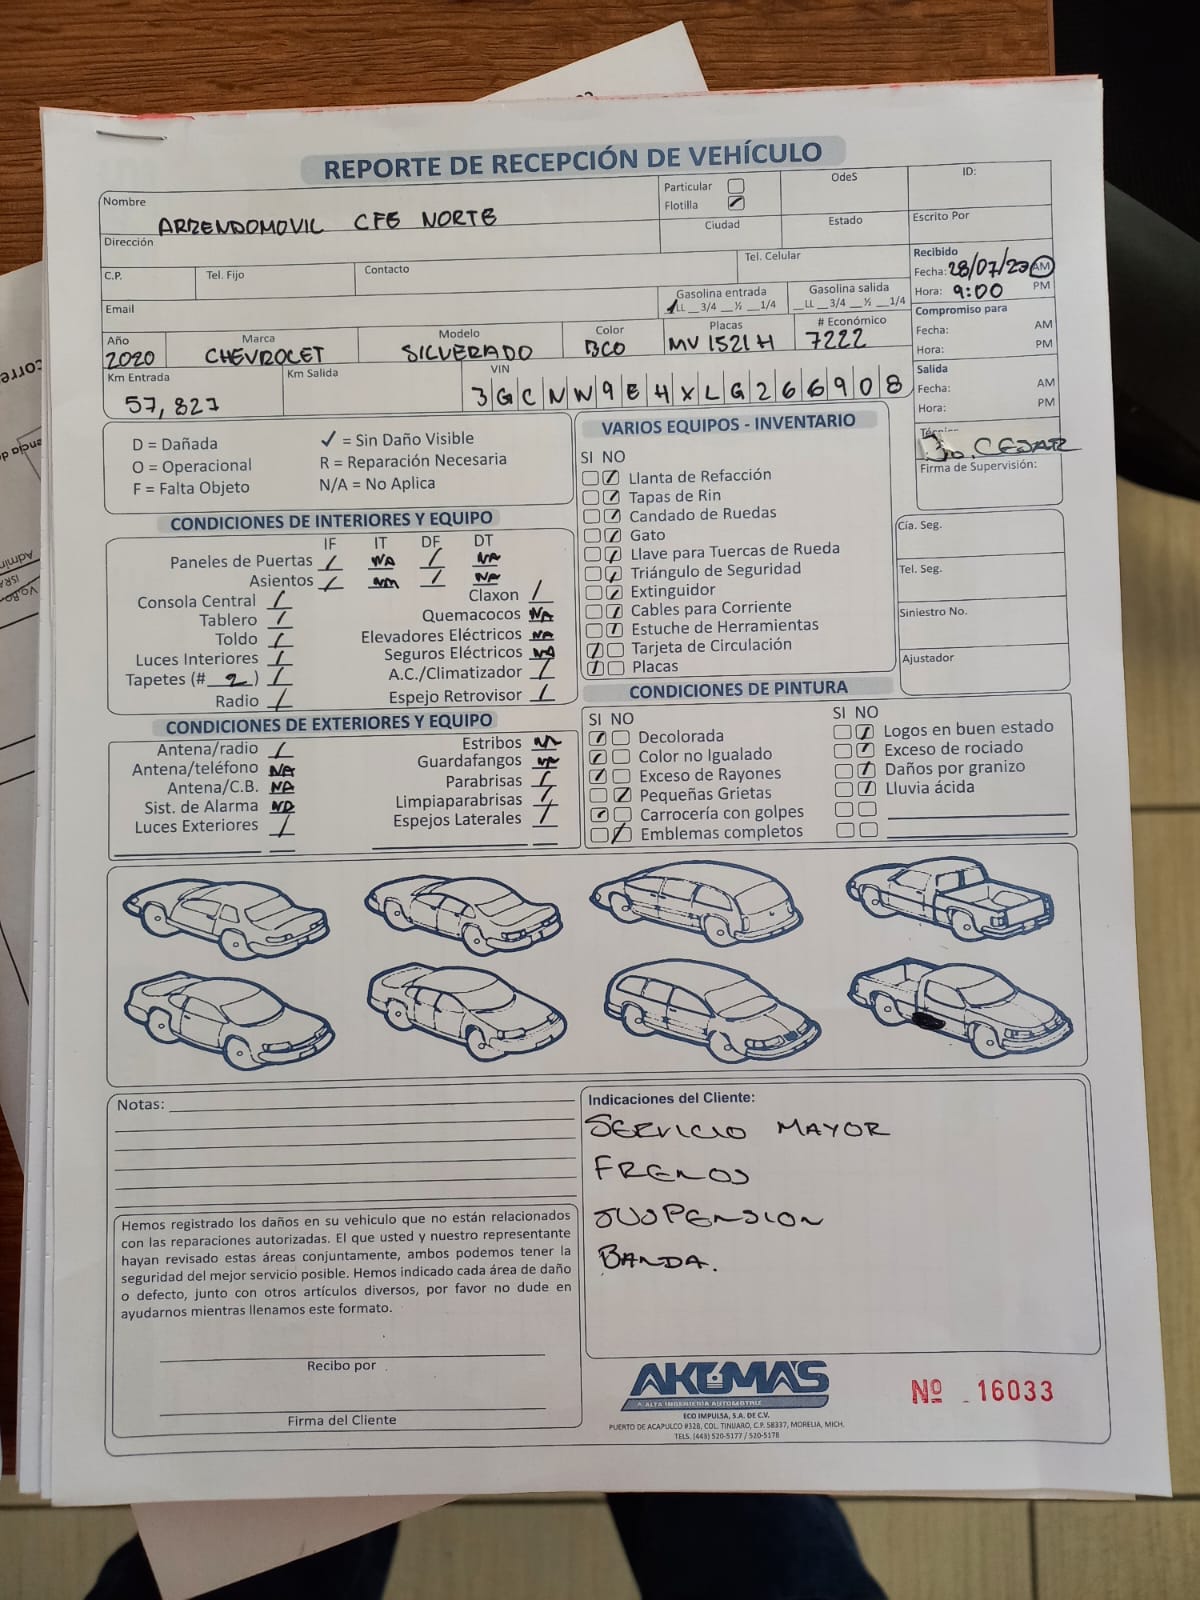 REPORTE DE RECEPCIÓN DE VEHÍCULO
Nombre
ARRENDOMOVIL CFE NORTE
Particular
Flotilla
OdeS
ID:
Dirección
Ciudad
Estado
Escrito Por
C.P.
Tel. Fijo
Contacto
Tel. Celular
Recibido
Fecha: 28/07/23 AM
Hora: 9:00 PM
Email
Gasolina entrada
LL __3/4 __½ __1/4
Gasolina salida
__LL __3/4 __½ __1/4
Compromiso para
Fecha: AM
Hora: PM
Año
2020
Marca
CHEVROLET
Modelo
SILVERADO
Color
BCO
Placas
MV 1521 H
# Económico
7222
Km Entrada
57,827
Km Salida
VIN
3GCNW9EHXLG266908
Salida
Fecha: AM
Hora: PM
CESAR
Firma de Supervisión:
D = Dañada
O = Operacional
F = Falta Objeto
✓ = Sin Daño Visible
R = Reparación Necesaria
N/A = No Aplica
CONDICIONES DE INTERIORES Y EQUIPO
IF IT DF DT
Paneles de Puertas / NA / NA
Asientos / NA / NA
Consola Central /
Tablero /
Toldo /
Luces Interiores /
Tapetes (# 2 ) /
Radio /
Claxon /
Quemacocos NA
Elevadores Eléctricos NA
Seguros Eléctricos NA
A.C./Climatizador /
Espejo Retrovisor /
CONDICIONES DE EXTERIORES Y EQUIPO
Antena/radio /
Antena/teléfono NA
Antena/C.B. NA
Sist. de Alarma NA
Luces Exteriores /
Estribos NA
Guardafangos NA
Parabrisas /
Limpiaparabrisas /
Espejos Laterales /
VARIOS EQUIPOS - INVENTARIO
SI NO
Llanta de Refacción
Tapas de Rin
Candado de Ruedas
Gato
Llave para Tuercas de Rueda
Triángulo de Seguridad
Extinguidor
Cables para Corriente
Estuche de Herramientas
Tarjeta de Circulación
Placas
Cía. Seg.
Tel. Seg.
Siniestro No.
Ajustador
CONDICIONES DE PINTURA
SI NO
Decolorada
Color no Igualado
Exceso de Rayones
Pequeñas Grietas
Carrocería con golpes
Emblemas completos
SI NO
Logos en buen estado
Exceso de rociado
Daños por granizo
Lluvia ácida
Notas:
Hemos registrado los daños en su vehiculo que no están relacionados
con las reparaciones autorizadas. El que usted y nuestro representante
hayan revisado estas áreas conjuntamente, ambos podemos tener la
seguridad del mejor servicio posible. Hemos indicado cada área de daño
o defecto, junto con otros artículos diversos, por favor no dude en
ayudarnos mientras llenamos este formato.
Recibo por
Firma del Cliente
Indicaciones del Cliente:
SERVICIO MAYOR
FRENOS
SUSPENSION
BANDA.
AKUMA'S
ALTA INGENIERIA AUTOMOTRIZ
ECO IMPULSA, S.A. DE C.V.
PUERTO DE ACAPULCO #328, COL. TINIJARO, C.P. 58337, MORELIA, MICH.
TELS. (443) 520-5177 / 520-5178
Nº 16033